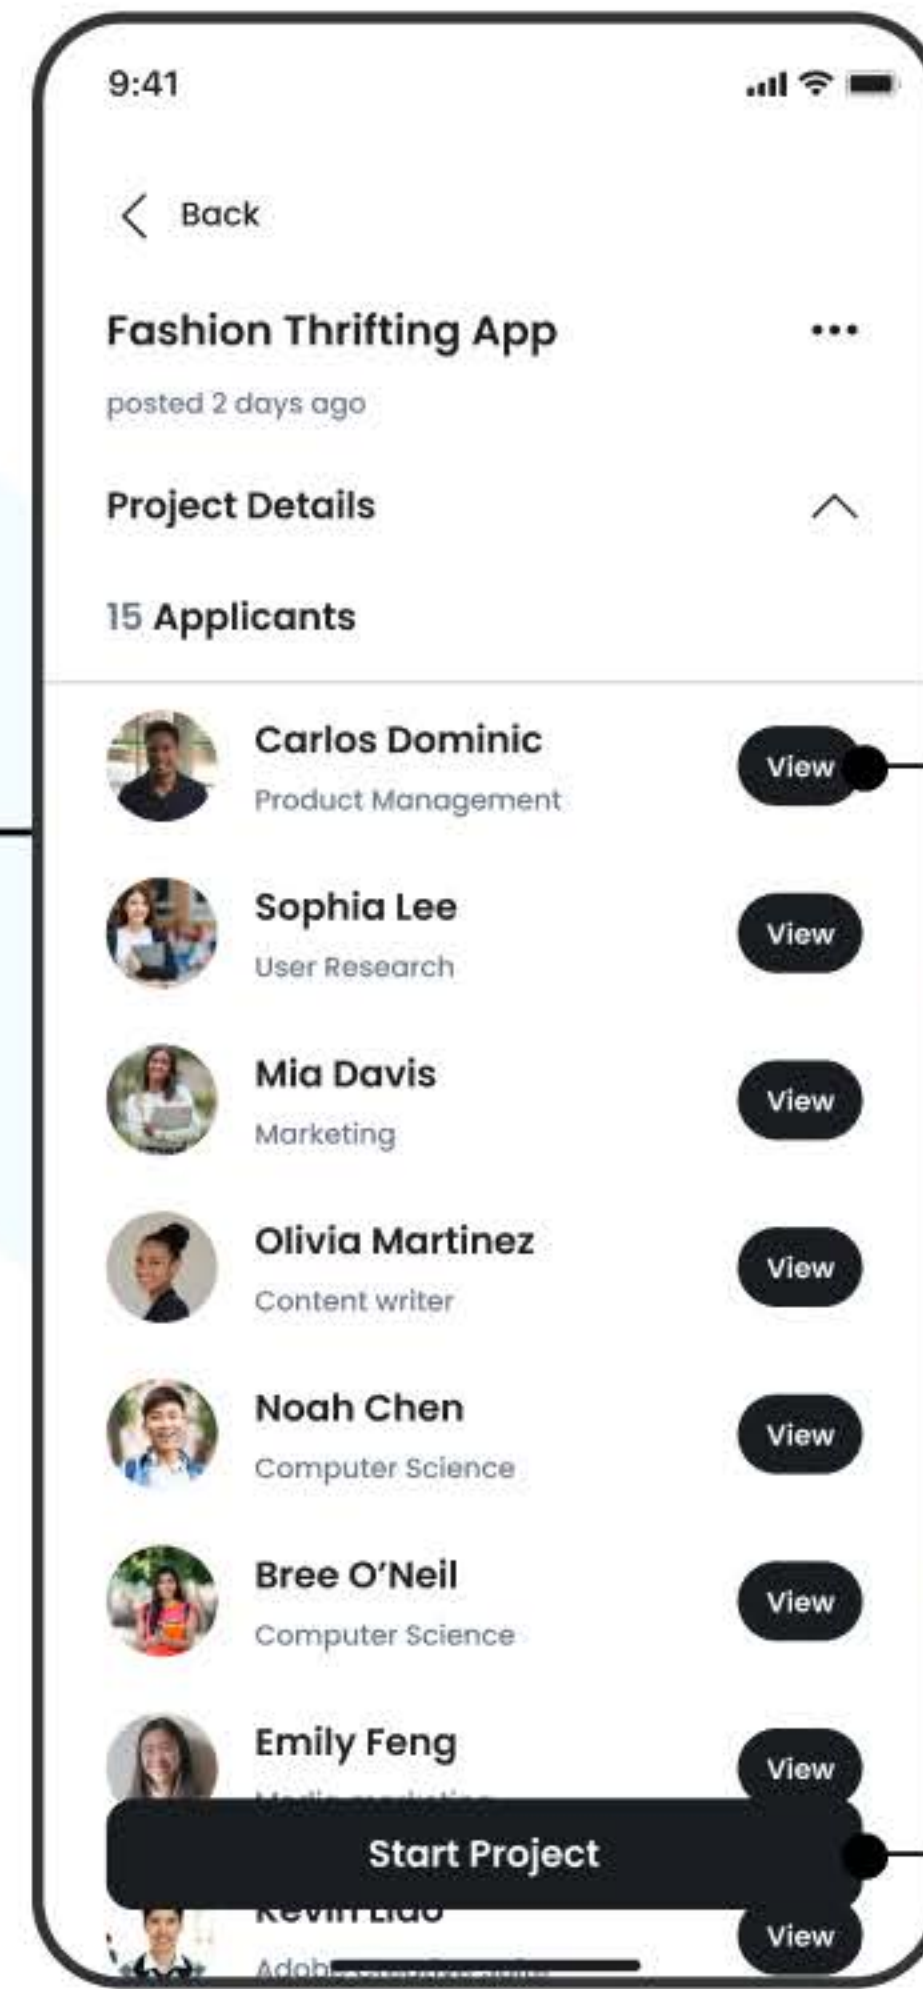 9:41
Back
Fashion Thrifting App
posted 2 days ago
Project Details
15 Applicants
Carlos Dominic
Product Management
View
Sophia Lee
User Research
View
Mia Davis
Marketing
View
Olivia Martinez
Content writer
View
Noah Chen
Computer Science
View
Bree O’Neil
Computer Science
View
Emily Feng
View
Start Project
Kevin
View